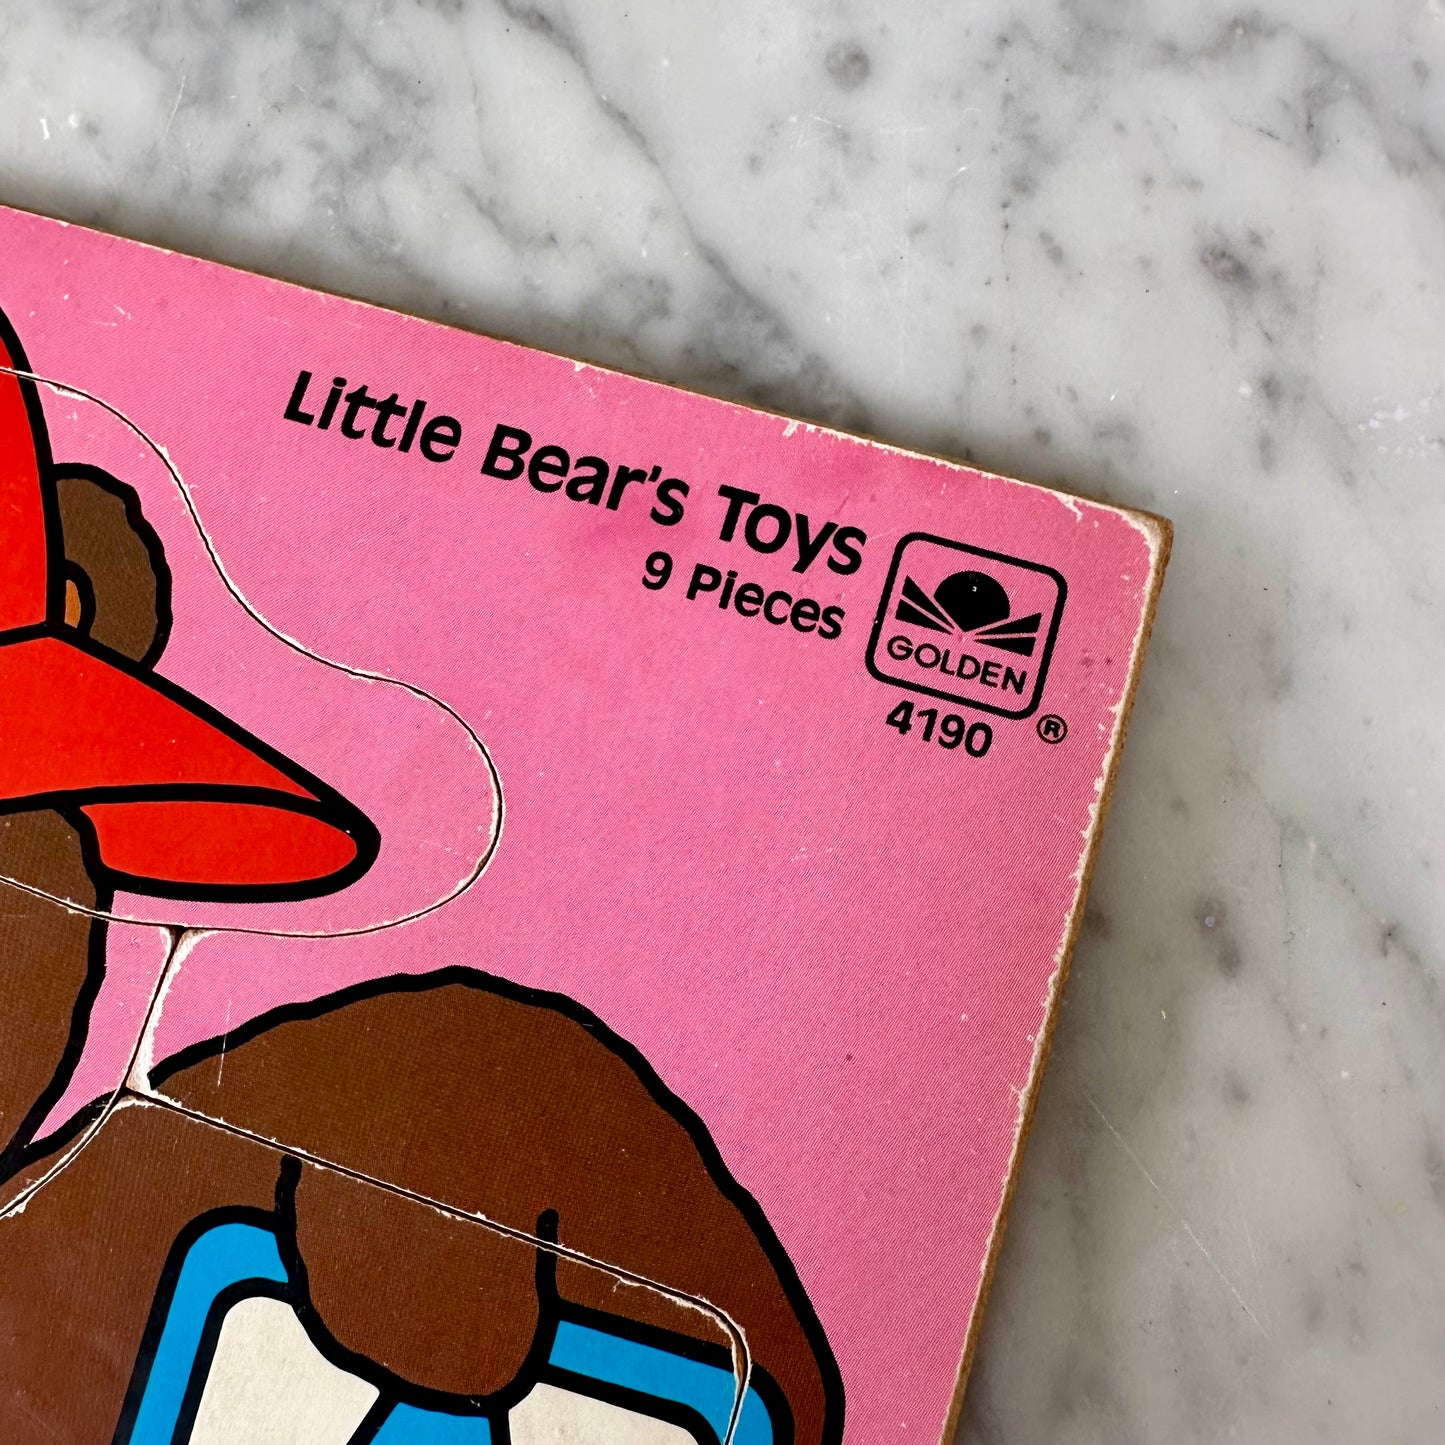 Little Bear's Toys
9 Pieces
GOLDEN
4190 ®